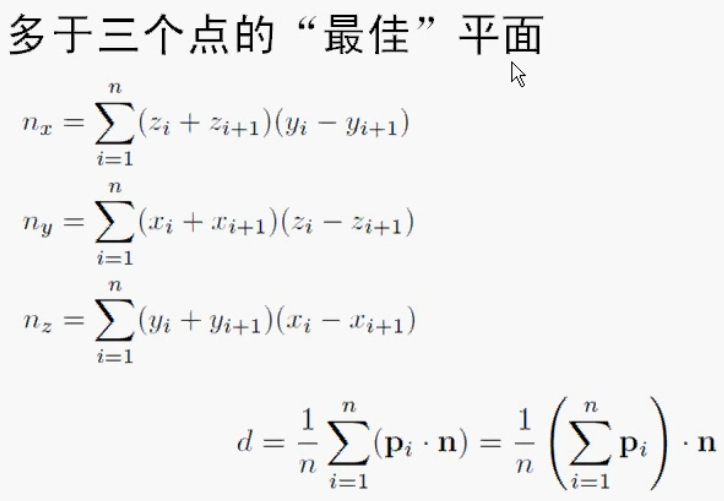 多于三个点的“最佳”平面
n_x = \sum_{i=1}^{n} (z_i + z_{i+1})(y_i − y_{i+1})
n_y = \sum_{i=1}^{n} (x_i + x_{i+1})(z_i − z_{i+1})
n_z = \sum_{i=1}^{n} (y_i + y_{i+1})(x_i − x_{i+1})
d = \frac{1}{n} \sum_{i=1}^{n} (\mathbf{p}_i · \mathbf{n}) = \frac{1}{n} \left( \sum_{i=1}^{n} \mathbf{p}_i \right) · \mathbf{n}